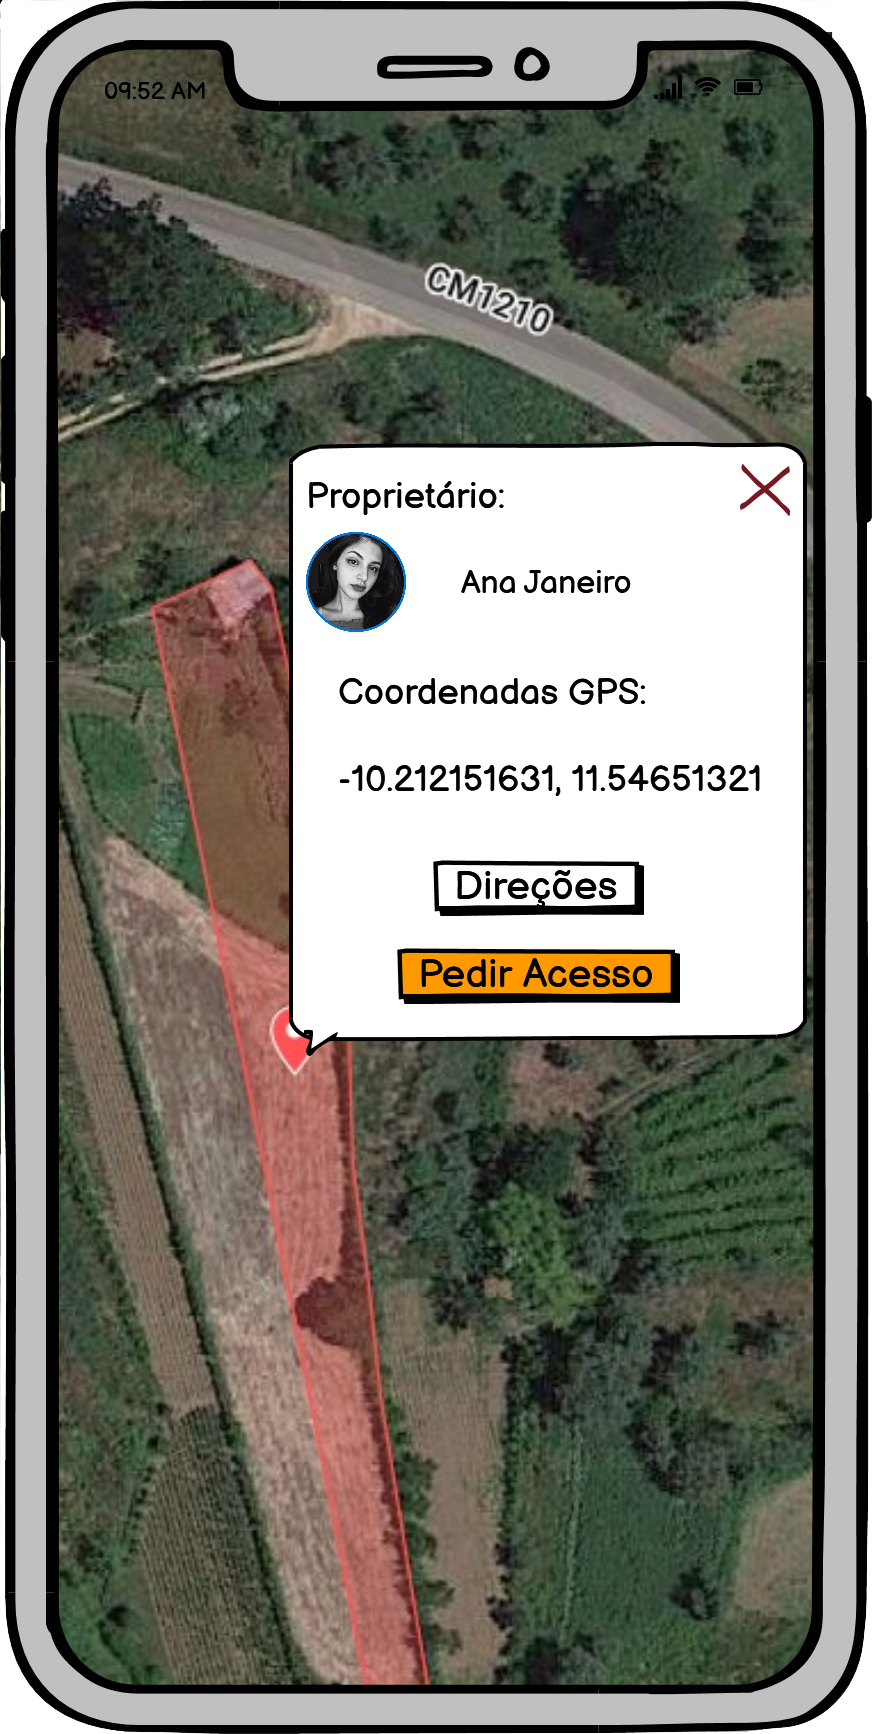 09:52 AM
CM1210
Proprietário:
Ana Janeiro
Coordenadas GPS:
-10.212151631, 11.54651321
Direções
Pedir Acesso